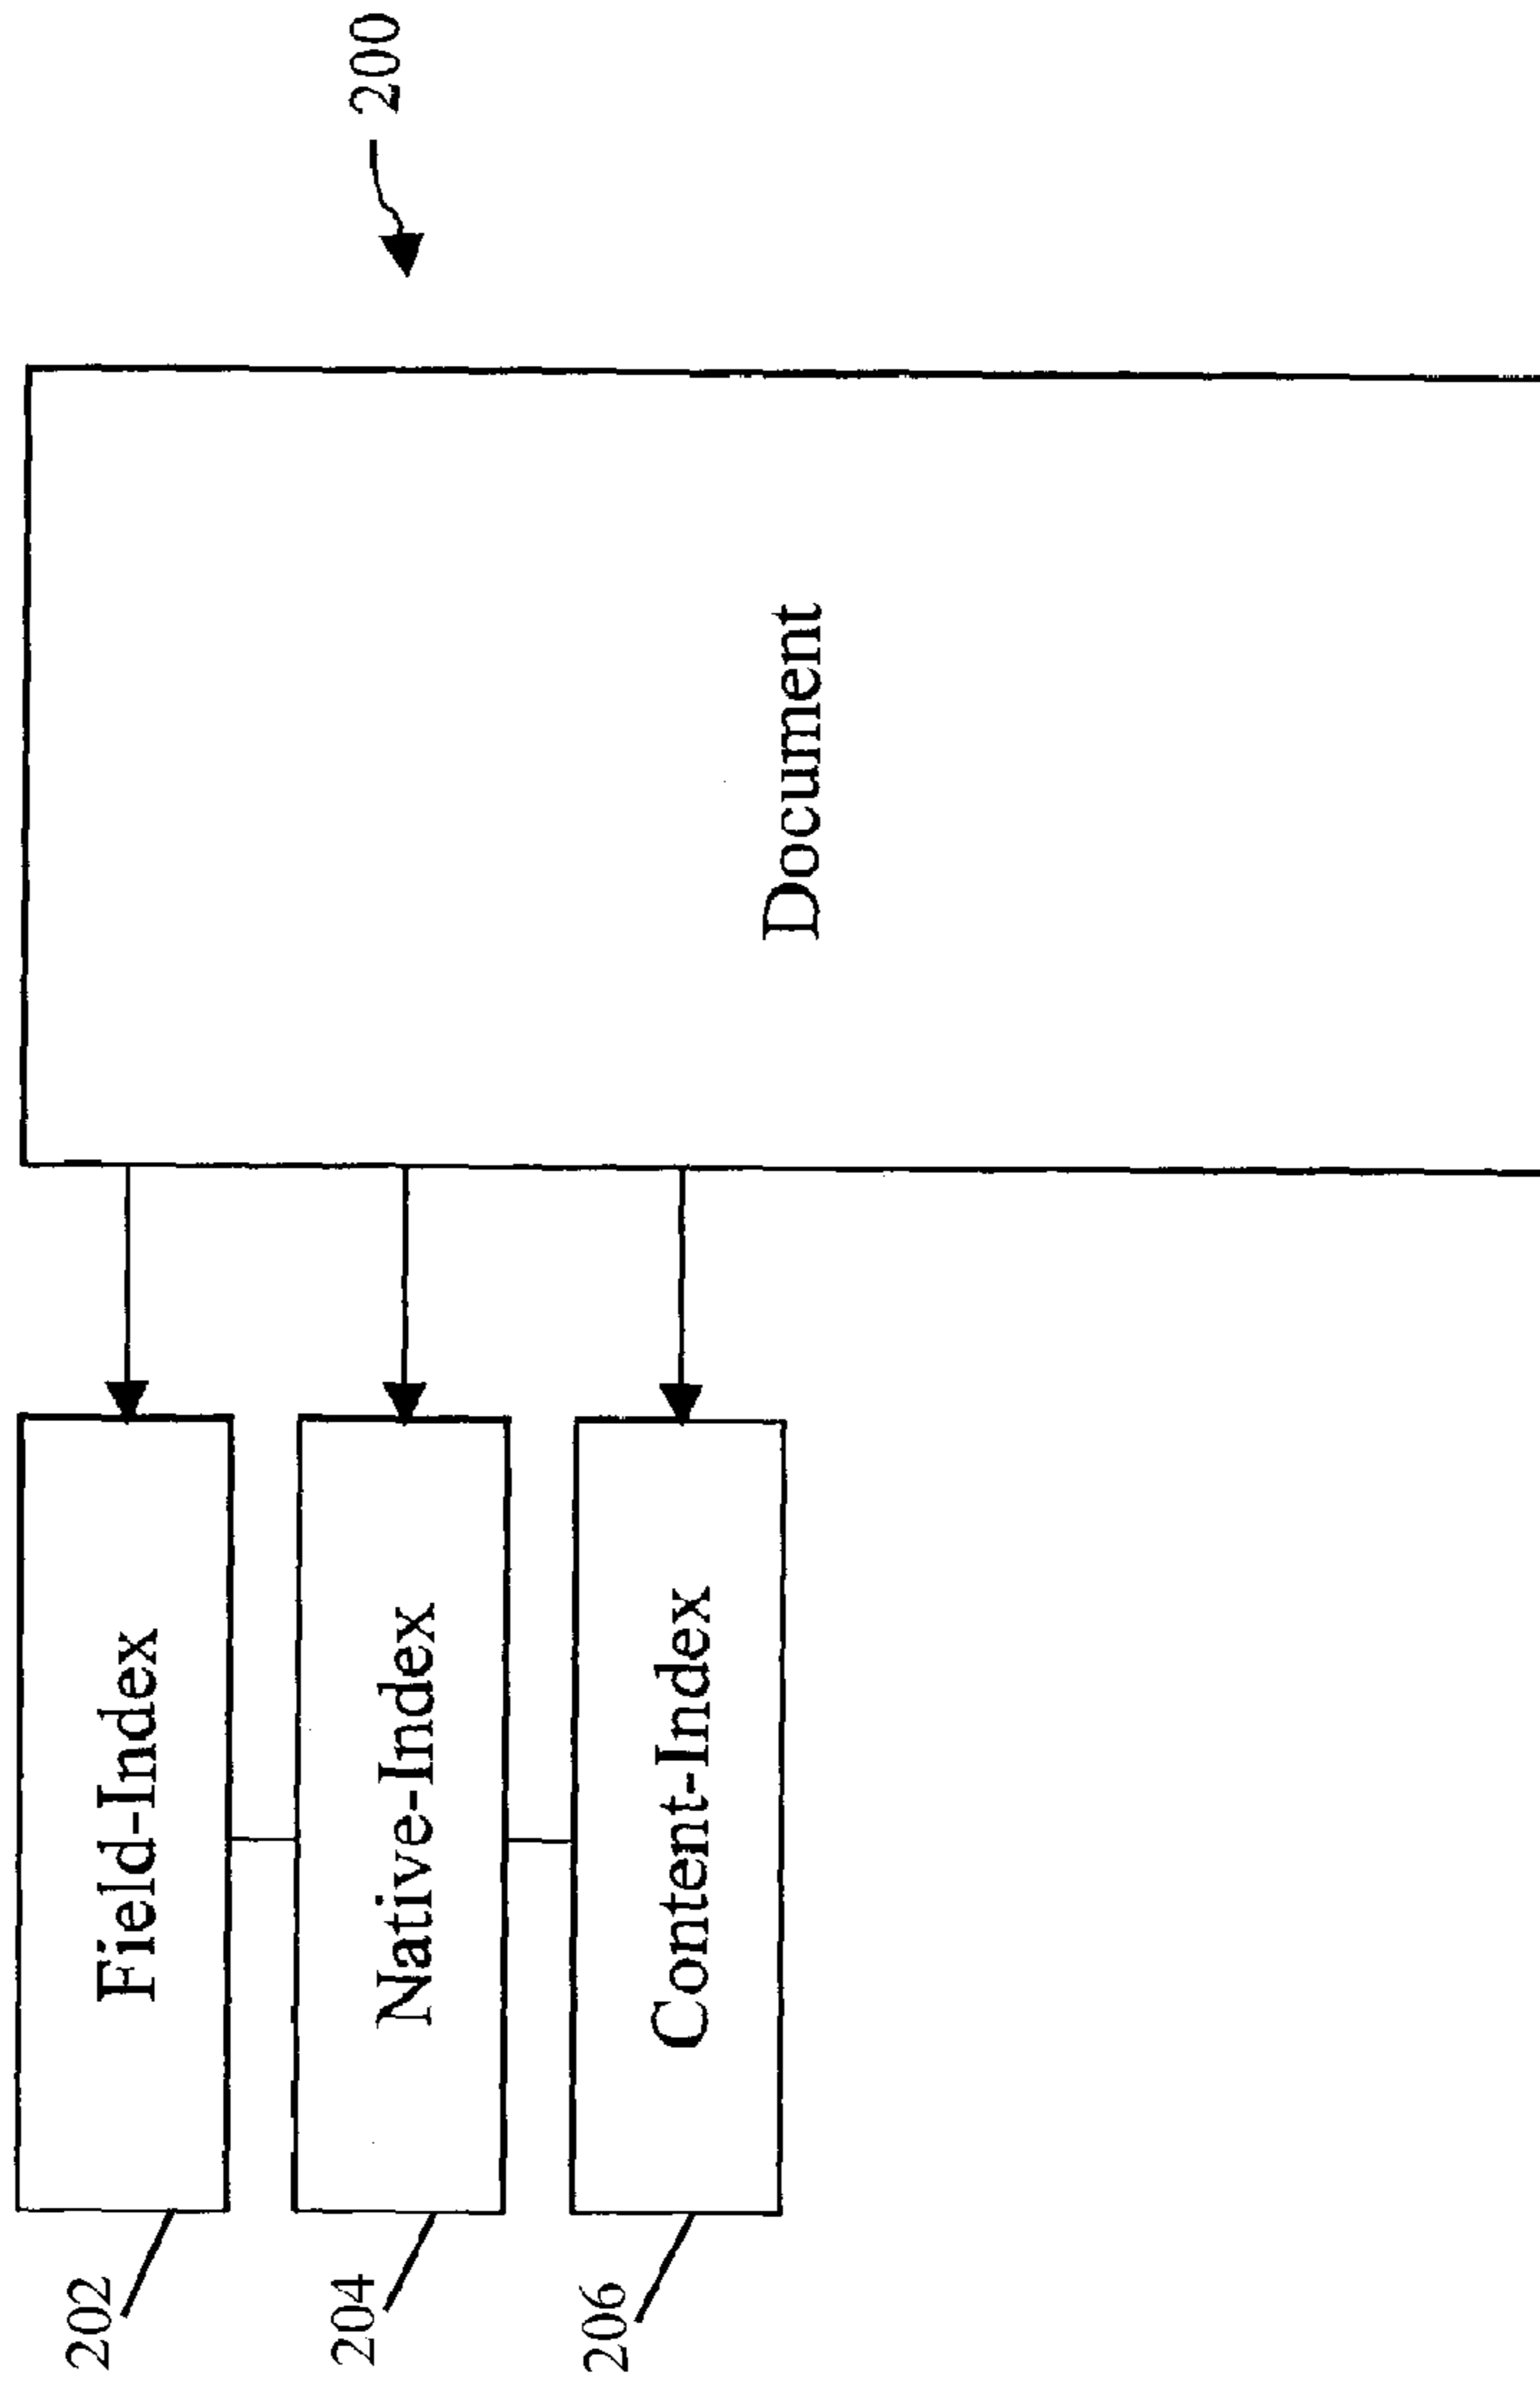 200
Document
Field-Index
202
Native-Index
204
Content-Index
206